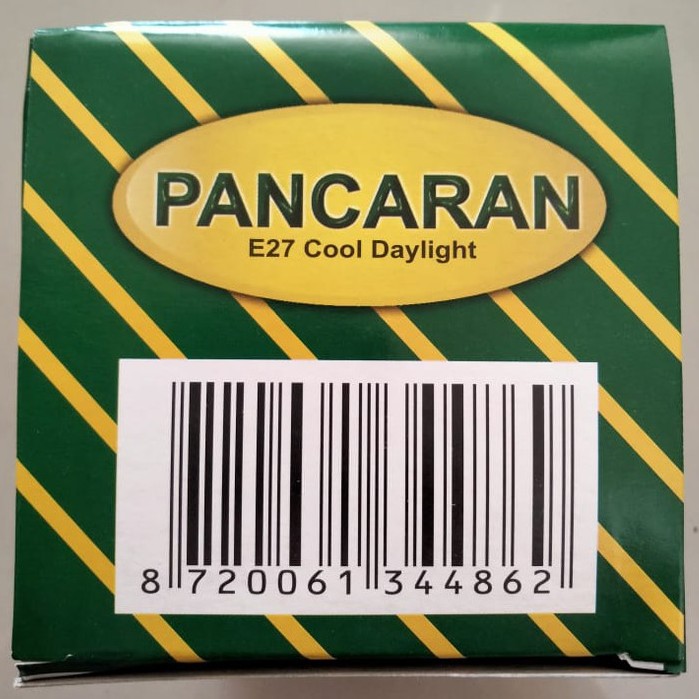 PANCARAN
E27 Cool Daylight
8 720061 344862